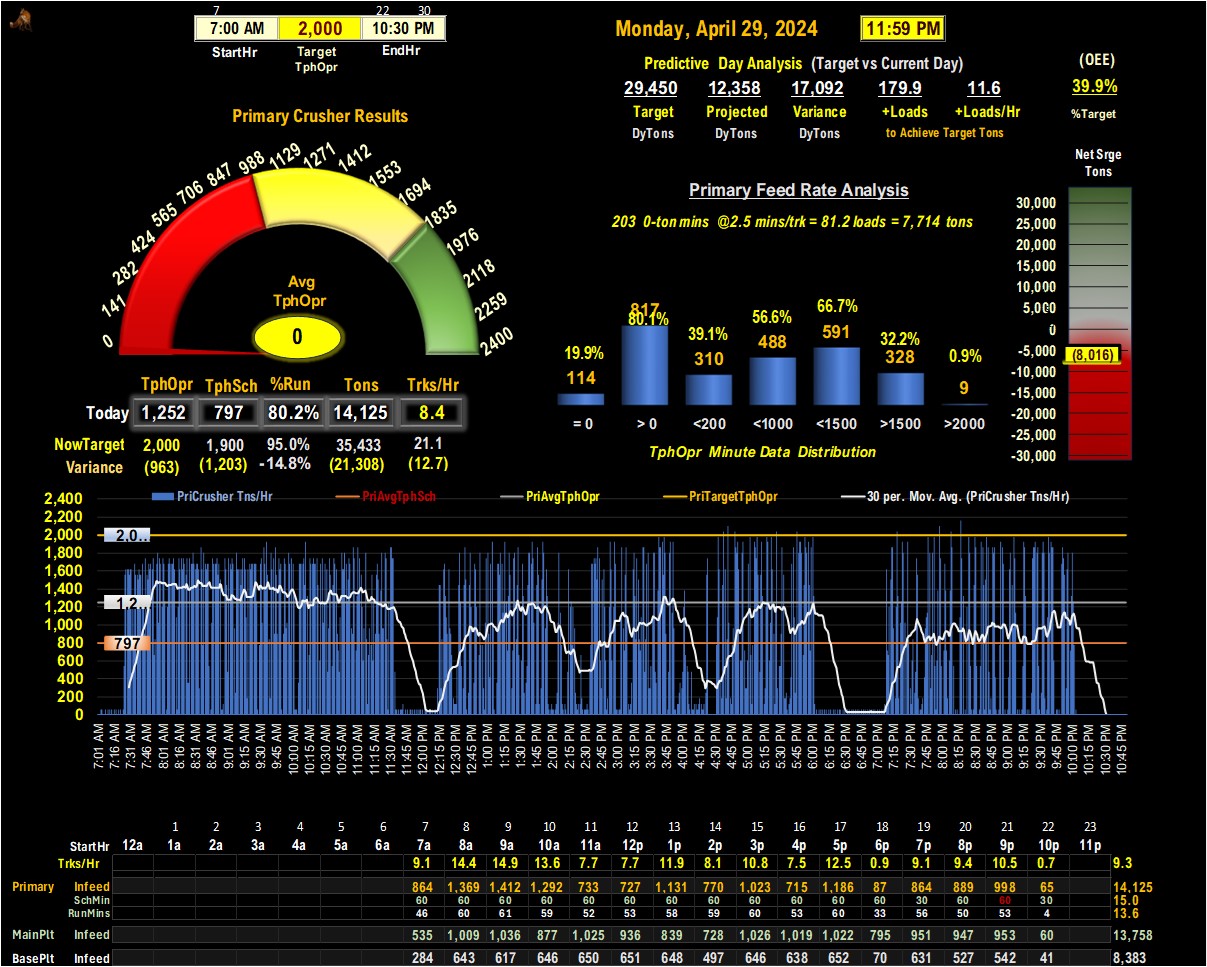 7 22 30
7:00 AM 2,000 10:30 PM
StartHr Target EndHr
TphOpr
Monday, April 29, 2024 11:59 PM
Predictive Day Analysis (Target vs Current Day)
29,450 12,358 17,092 179.9 11.6
Target Projected Variance +Loads +Loads/Hr
DyTons DyTons DyTons to Achieve Target Tons
(OEE)
39.9%
%Target
Primary Crusher Results
0 141 282 424 565 706 847 988 1129 1271 1412 1553 1694 1835 1976 2118 2259 2400
Avg
TphOpr
0
TphOpr TphSch %Run Tons Trks/Hr
Today 1,252 797 80.2% 14,125 8.4
NowTarget 2,000 1,900 95.0% 35,433 21.1
Variance (963) (1,203) -14.8% (21,308) (12.7)
Primary Feed Rate Analysis
203 0-ton mins @2.5 mins/trk = 81.2 loads = 7,714 tons
19.9% 80.1% 39.1% 56.6% 66.7% 32.2% 0.9%
114 817 310 488 591 328 9
= 0 > 0 <200 <1000 <1500 >1500 >2000
TphOpr Minute Data Distribution
Net Srge
Tons
30,000
25,000
20,000
15,000
10,000
5,000
0
-5,000
(8,016)
-10,000
-15,000
-20,000
-25,000
-30,000
PriCrusher Tns/Hr PriAvgTphSch PriAvgTphOpr PriTargetTphOpr 30 per. Mov. Avg. (PriCrusher Tns/Hr)
2,400
2,200
2,000 2,0..
1,800
1,600
1,400
1,200 1,2..
1,000
800 797
600
400
200
0
7:01 AM 7:16 AM 7:31 AM 7:46 AM 8:01 AM 8:16 AM 8:31 AM 8:45 AM 9:01 AM 9:15 AM 9:30 AM 9:45 AM 10:00 AM 10:15 AM 10:30 AM 10:45 AM 11:00 AM 11:15 AM 11:30 AM 11:45 AM 12:00 PM 12:15 PM 12:30 PM 12:45 PM 1:00 PM 1:15 PM 1:30 PM 1:45 PM 2:00 PM 2:15 PM 2:30 PM 2:45 PM 3:00 PM 3:15 PM 3:30 PM 3:45 PM 4:00 PM 4:15 PM 4:30 PM 4:45 PM 5:00 PM 5:15 PM 5:30 PM 5:45 PM 6:00 PM 6:15 PM 6:30 PM 6:45 PM 7:00 PM 7:15 PM 7:30 PM 7:45 PM 8:00 PM 8:15 PM 8:30 PM 8:45 PM 9:00 PM 9:15 PM 9:30 PM 9:45 PM 10:00 PM 10:15 PM 10:30 PM 10:45 PM
1 2 3 4 5 6 7 8 9 10 11 12 13 14 15 16 17 18 19 20 21 22 23
StartHr 12a 1a 2a 3a 4a 5a 6a 7a 8a 9a 10a 11a 12p 1p 2p 3p 4p 5p 6p 7p 8p 9p 10p 11p
Trks/Hr 9.1 14.4 14.9 13.6 7.7 7.7 11.9 8.1 10.8 7.5 12.5 0.9 9.1 9.4 10.5 0.7 9.3
Primary Infeed 864 1,369 1,412 1,292 733 727 1,131 770 1,023 715 1,186 87 864 889 998 65 14,125
SchMin 60 60 60 60 60 60 60 60 60 60 60 60 30 60 60 30 15.0
RunMins 46 60 61 59 52 53 58 59 60 53 60 33 56 50 53 4 13.6
MainPlt Infeed 535 1,009 1,036 877 1,025 936 839 728 1,026 1,019 1,022 795 951 947 953 60 13,758
BasePlt Infeed 284 643 617 646 650 651 648 497 646 638 652 70 631 527 542 41 8,383